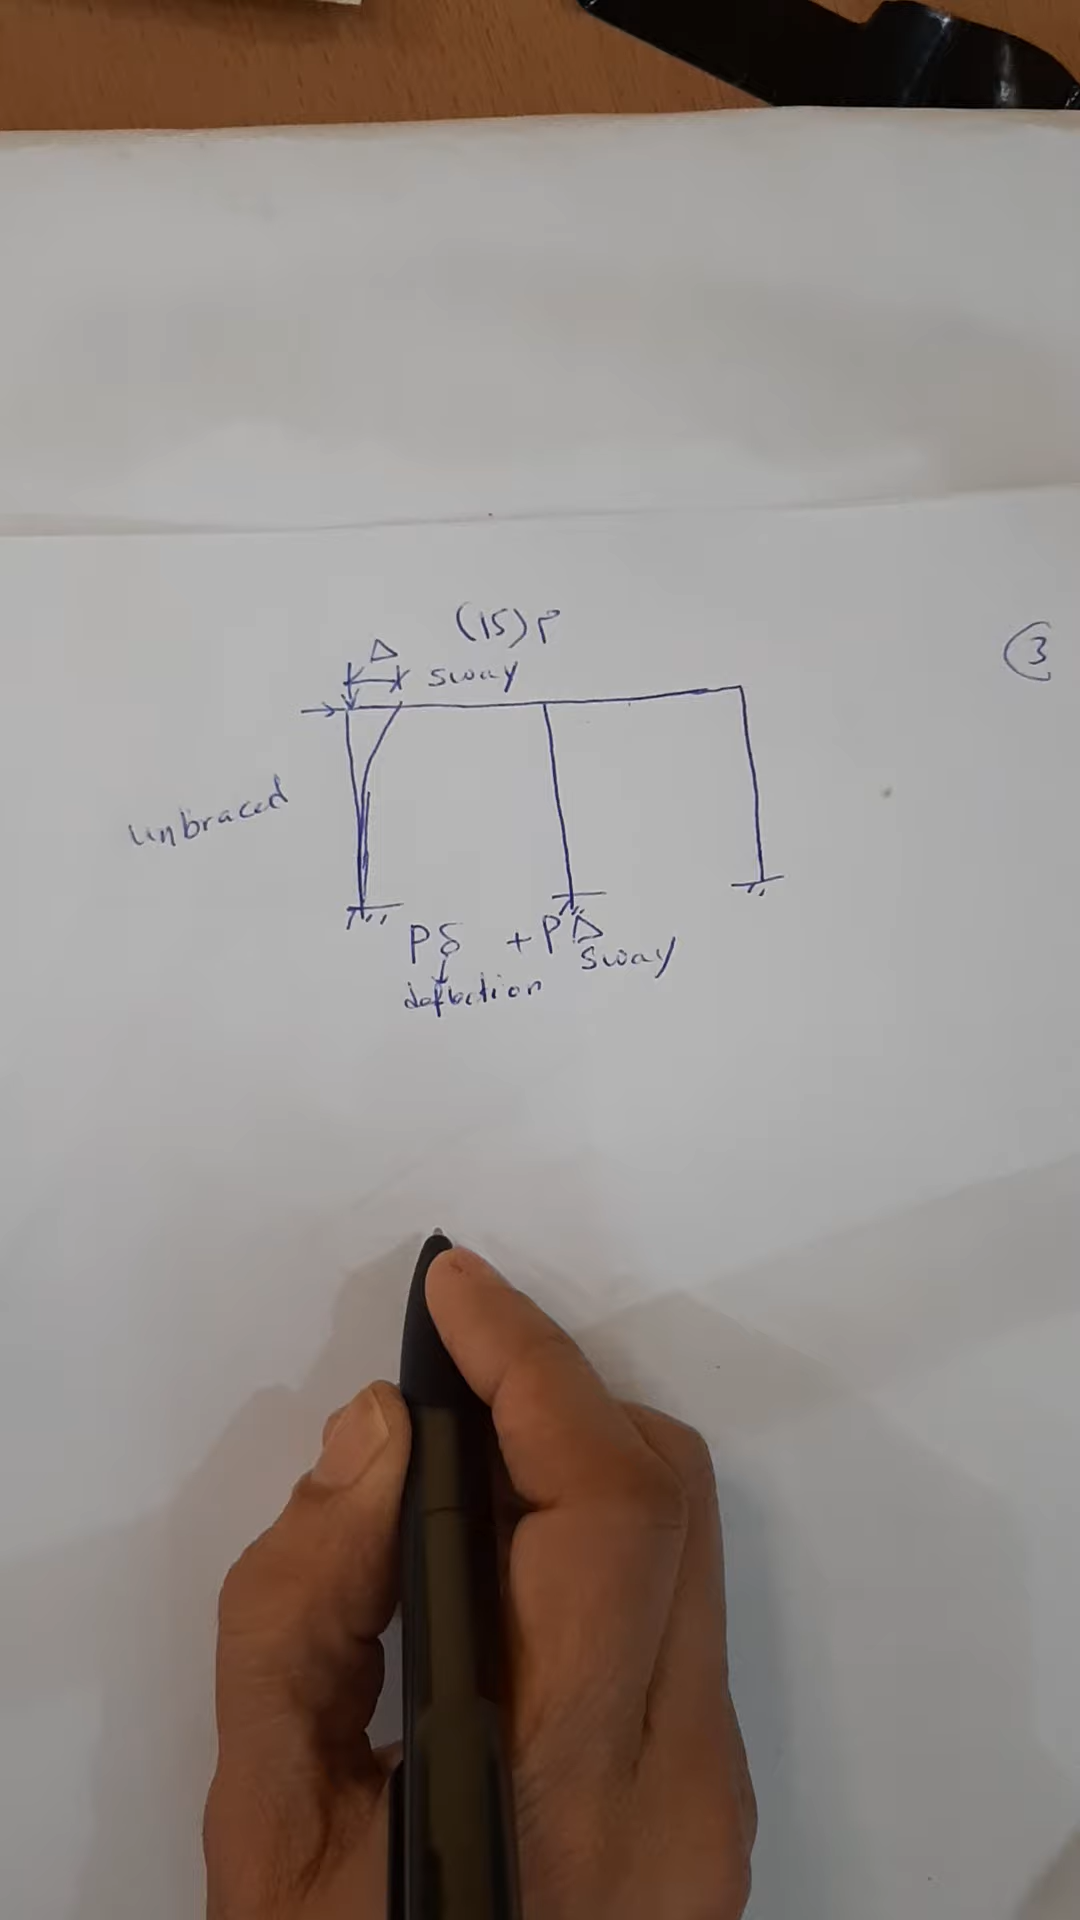 (15) P
③
Δ
sway
unbraced
Pδ + PΔ
sway
deflection